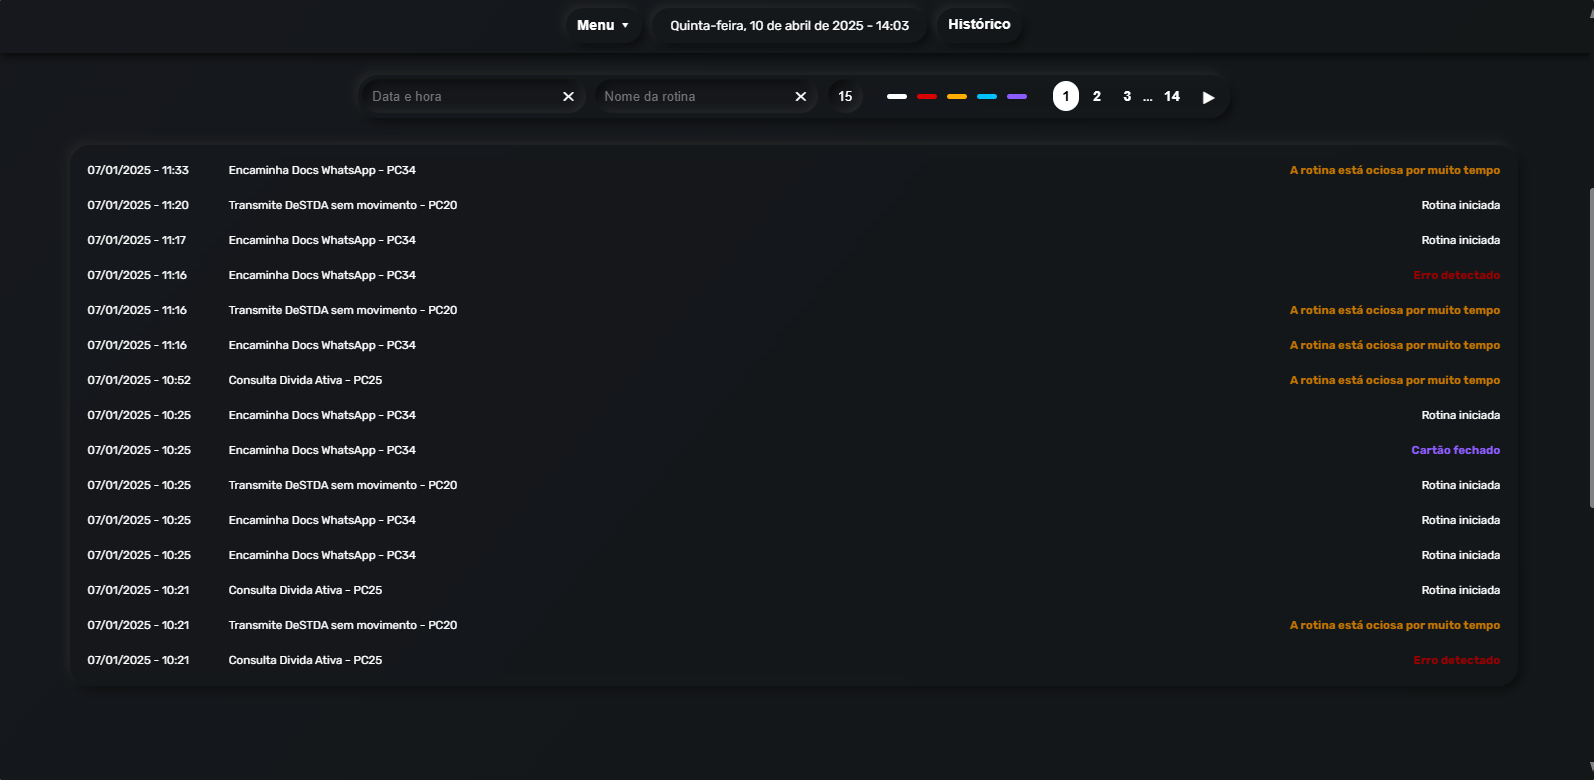 Menu Quinta-feira, 10 de abril de 2025 - 14:03 Histórico
Data e hora Nome da rotina 15 1 2 3 ... 14
07/01/2025 - 11:33 Encaminha Docs WhatsApp - PC34 A rotina está ociosa por muito tempo
07/01/2025 - 11:20 Transmite DeSTDA sem movimento - PC20 Rotina iniciada
07/01/2025 - 11:17 Encaminha Docs WhatsApp - PC34 Rotina iniciada
07/01/2025 - 11:16 Encaminha Docs WhatsApp - PC34 Erro detectado
07/01/2025 - 11:16 Transmite DeSTDA sem movimento - PC20 A rotina está ociosa por muito tempo
07/01/2025 - 11:16 Encaminha Docs WhatsApp - PC34 A rotina está ociosa por muito tempo
07/01/2025 - 10:52 Consulta Divida Ativa - PC25 A rotina está ociosa por muito tempo
07/01/2025 - 10:25 Encaminha Docs WhatsApp - PC34 Rotina iniciada
07/01/2025 - 10:25 Encaminha Docs WhatsApp - PC34 Cartão fechado
07/01/2025 - 10:25 Transmite DeSTDA sem movimento - PC20 Rotina iniciada
07/01/2025 - 10:25 Encaminha Docs WhatsApp - PC34 Rotina iniciada
07/01/2025 - 10:25 Encaminha Docs WhatsApp - PC34 Rotina iniciada
07/01/2025 - 10:21 Consulta Divida Ativa - PC25 Rotina iniciada
07/01/2025 - 10:21 Transmite DeSTDA sem movimento - PC20 A rotina está ociosa por muito tempo
07/01/2025 - 10:21 Consulta Divida Ativa - PC25 Erro detectado